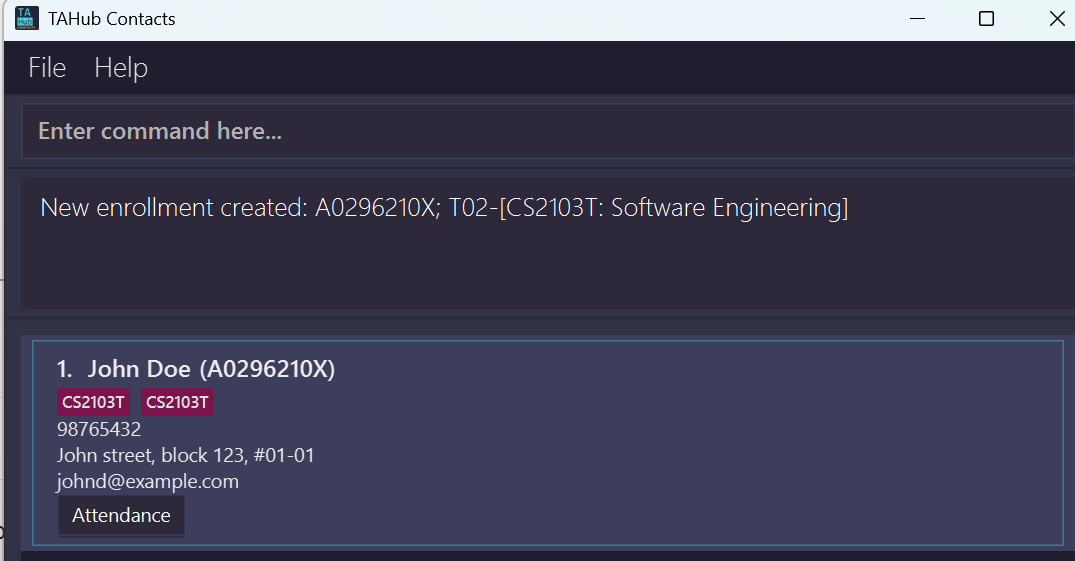 TA
Hub
CONTACTS
TAHub Contacts
File Help
Enter command here...
New enrollment created: A0296210X; T02-[CS2103T: Software Engineering]
1. John Doe (A0296210X)
CS2103T CS2103T
98765432
John street, block 123, #01-01
johnd@example.com
Attendance